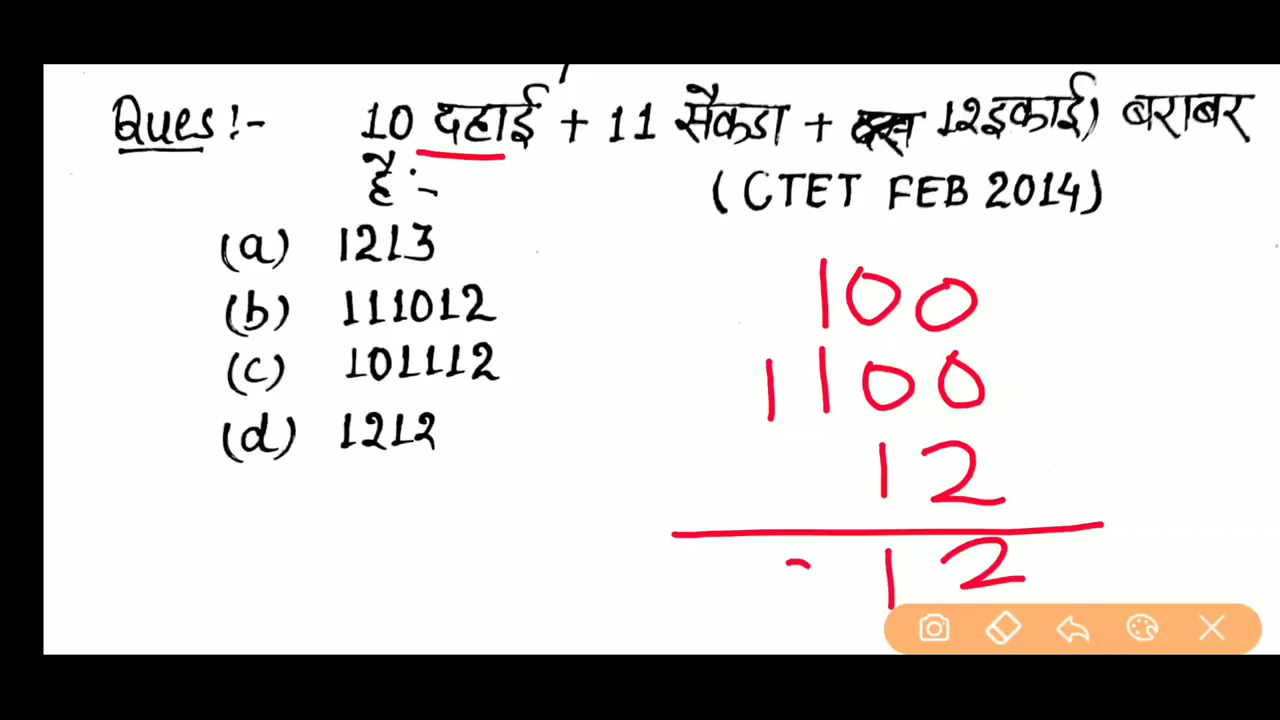 Ques :- 10 दहाई + 11 सैकडा + 12 इकाई) बराबर
है :-
(CTET FEB 2014)
(a) 1213
(b) 111012
(c) 101112
(d) 1212
100
1100
12
12